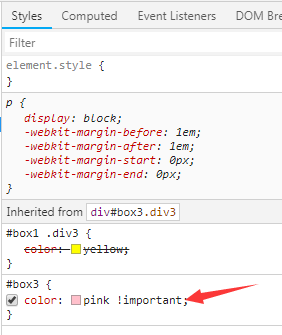 Styles Computed Event Listeners DOM Bre
Filter
element.style {
}
p {
display: block;
-webkit-margin-before: 1em;
-webkit-margin-after: 1em;
-webkit-margin-start: 0px;
-webkit-margin-end: 0px;
}
Inherited from div#box3.div3
#box1 .div3 {
color: yellow;
}
#box3 {
color: pink !important;
}